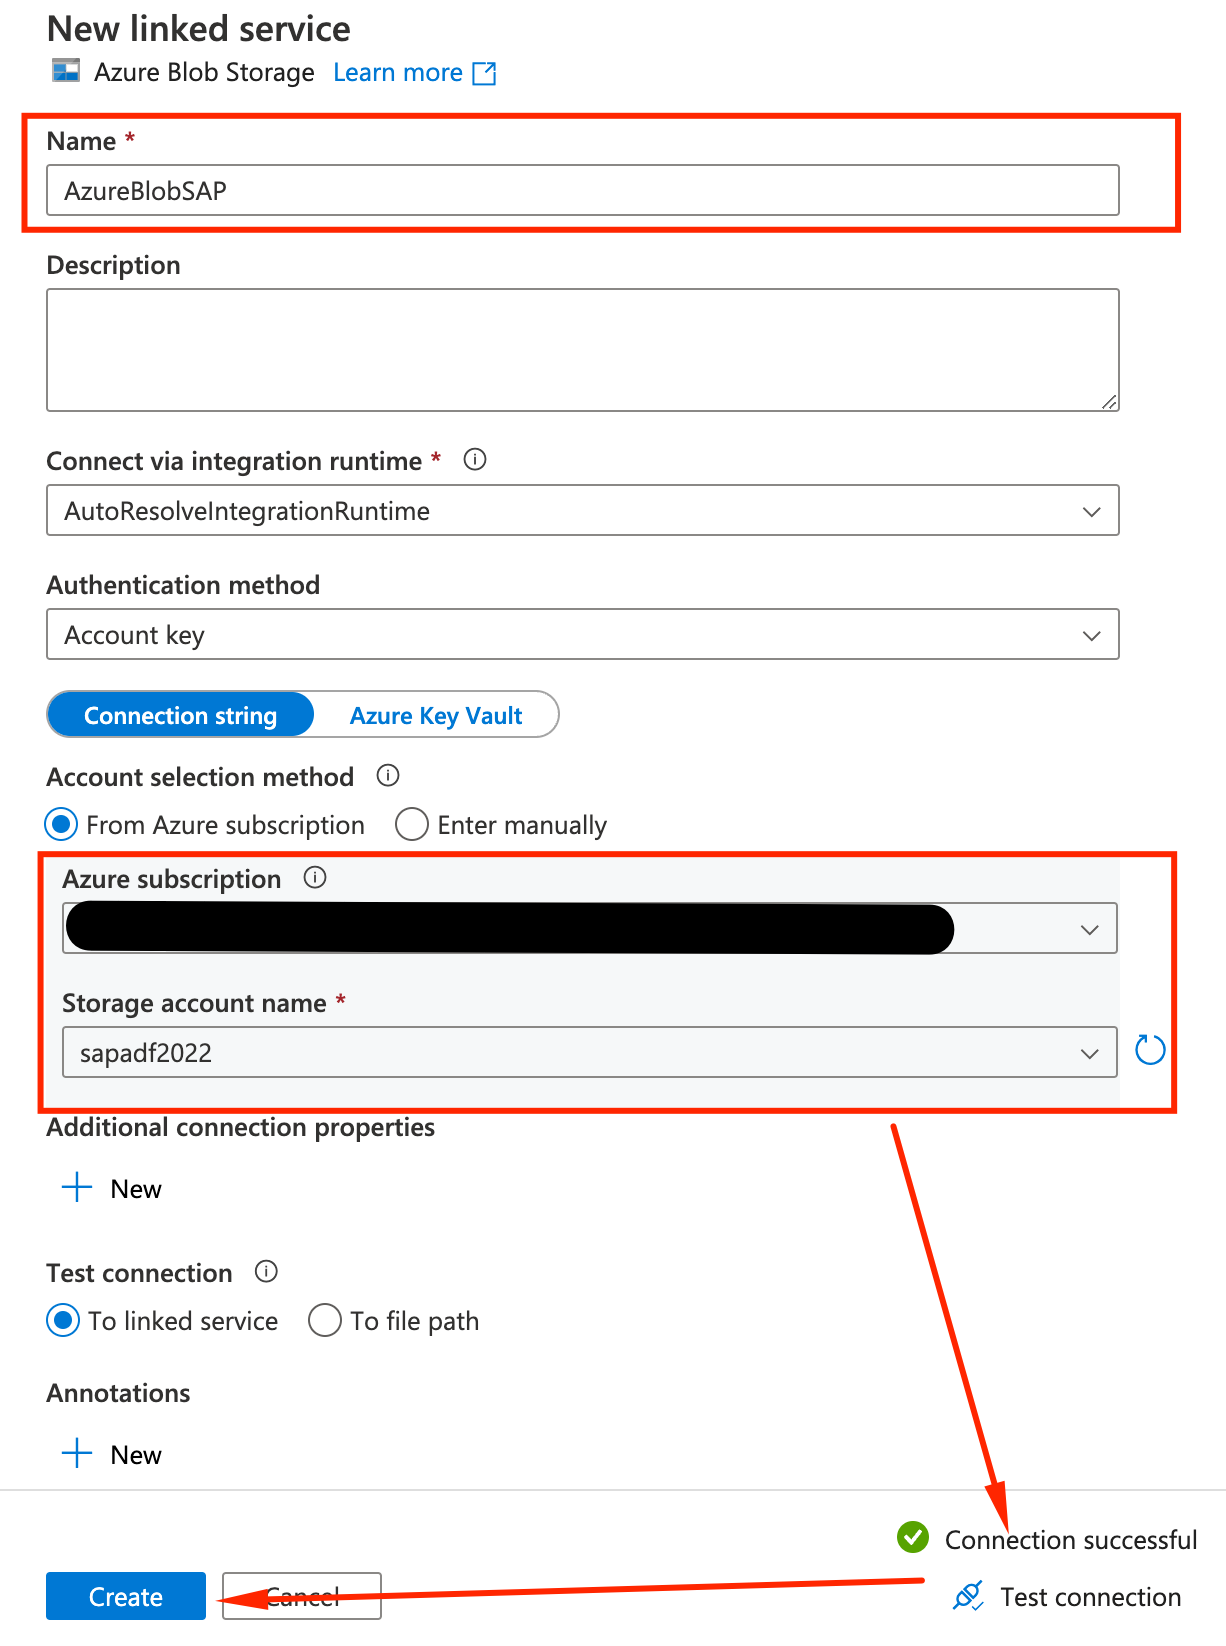 New linked service
Azure Blob Storage Learn more
Name *
AzureBlobSAP
Description
Connect via integration runtime *
AutoResolveIntegrationRuntime
Authentication method
Account key
Connection string Azure Key Vault
Account selection method
From Azure subscription Enter manually
Azure subscription
Storage account name *
sapadf2022
Additional connection properties
New
Test connection
To linked service To file path
Annotations
New
Connection successful
Create Cancel Test connection